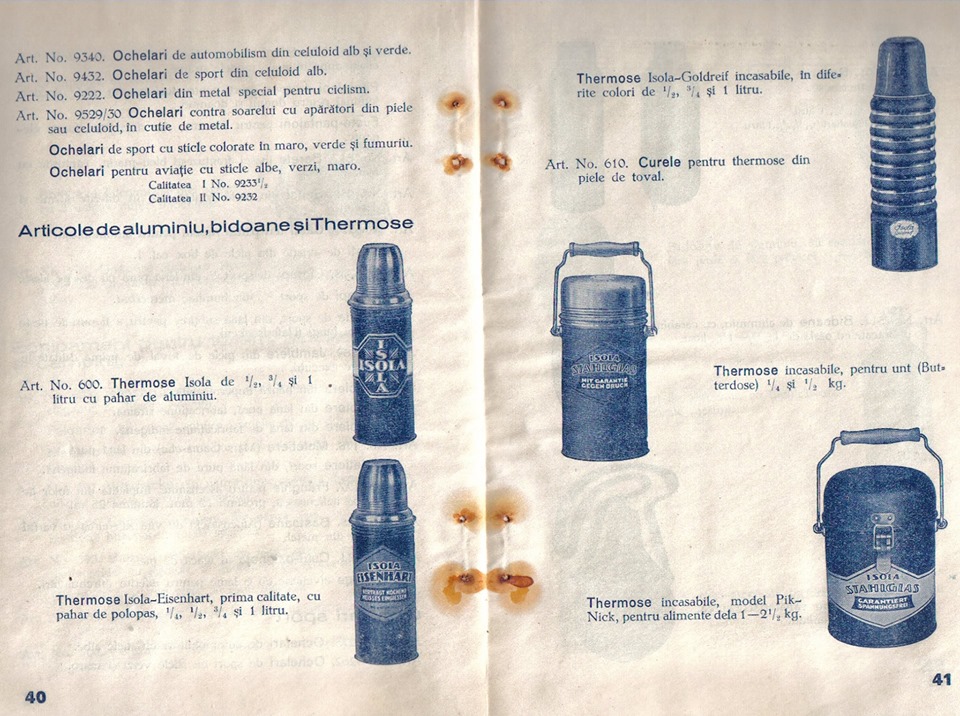 Art. No. 9340. Ochelari de automobilism din celuloid alb și verde.
Art. No. 9432. Ochelari de sport din celuloid alb.
Art. No. 9222. Ochelari din metal special pentru ciclism.
Art. No. 9529/30 Ochelari contra soarelui cu apărători din piele
sau celuloid, în cutie de metal.
Ochelari de sport cu sticle colorate în maro, verde și fumuriu.
Ochelari pentru aviație cu sticle albe, verzi, maro.
Calitatea I No. 9233¹/₂
Calitatea II No. 9232
Articole de aluminiu, bidoane și Thermose
ISOLA
ISOLA
Art. No. 600. Thermose Isola de ¹/₂, ³/₄ și 1
litru cu pahar de aluminiu.
ISOLA
EISENHART
Thermose Isola-Eisenhart, prima calitate, cu
pahar de polopas, ¹/₄, ¹/₂, ³/₄ și 1 litru.
40
Thermose Isola-Goldreif incasabile, în dife-
rite colori de ¹/₂, ³/₄ și 1 litru.
Isola
Art. No. 610. Curele pentru thermose din
piele de toval.
ISOLA
STAHLGLAS
MIT GARANTIE
GEGEN DRUCK
Thermose incasabile, pentru unt (But-
terdose) ¹/₄ și ¹/₂ kg.
ISOLA
STAHLGLAS
GARANTIERT
SPANNUNGSFREI
Thermose incasabile, model Pik-
Nick, pentru alimente dela 1—2¹/₂ kg.
41